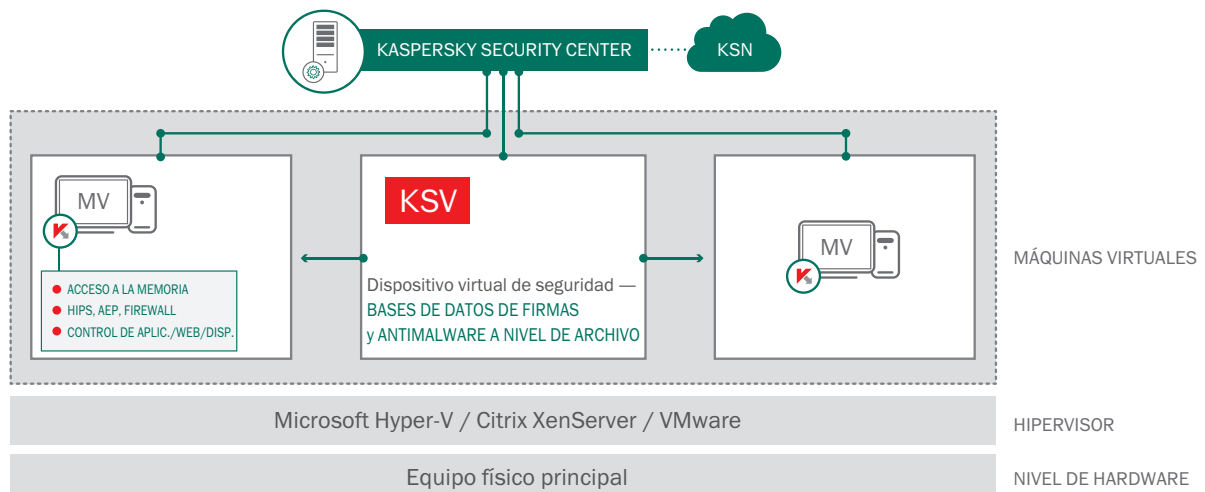 KASPERSKY SECURITY CENTER
KSN
MV
ACCESO A LA MEMORIA
HIPS, AEP, FIREWALL
CONTROL DE APLIC./WEB/DISP.
KSV
Dispositivo virtual de seguridad —
BASES DE DATOS DE FIRMAS
y ANTIMALWARE A NIVEL DE ARCHIVO
MV
MÁQUINAS VIRTUALES
Microsoft Hyper-V / Citrix XenServer / VMware
HIPERVISOR
Equipo físico principal
NIVEL DE HARDWARE